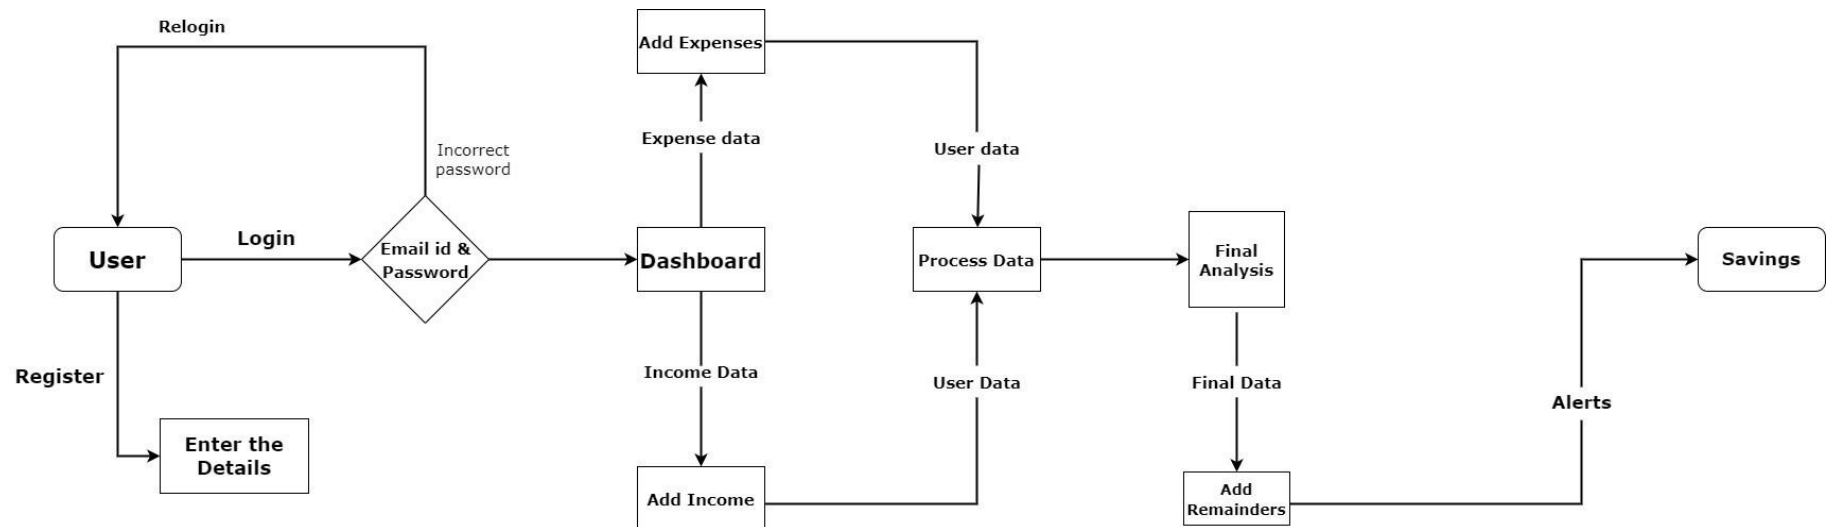 Relogin
Add Expenses
Incorrect
password
Expense data
User data
User
Login
Email id &
Password
Dashboard
Process Data
Final
Analysis
Savings
Register
Income Data
User Data
Final Data
Alerts
Enter the
Details
Add Income
Add
Remainders